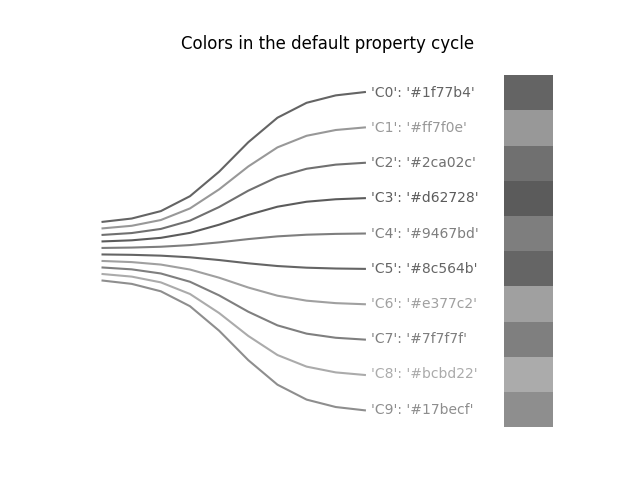 Colors in the default property cycle
'C0': '#1f77b4'
'C1': '#ff7f0e'
'C2': '#2ca02c'
'C3': '#d62728'
'C4': '#9467bd'
'C5': '#8c564b'
'C6': '#e377c2'
'C7': '#7f7f7f'
'C8': '#bcbd22'
'C9': '#17becf'